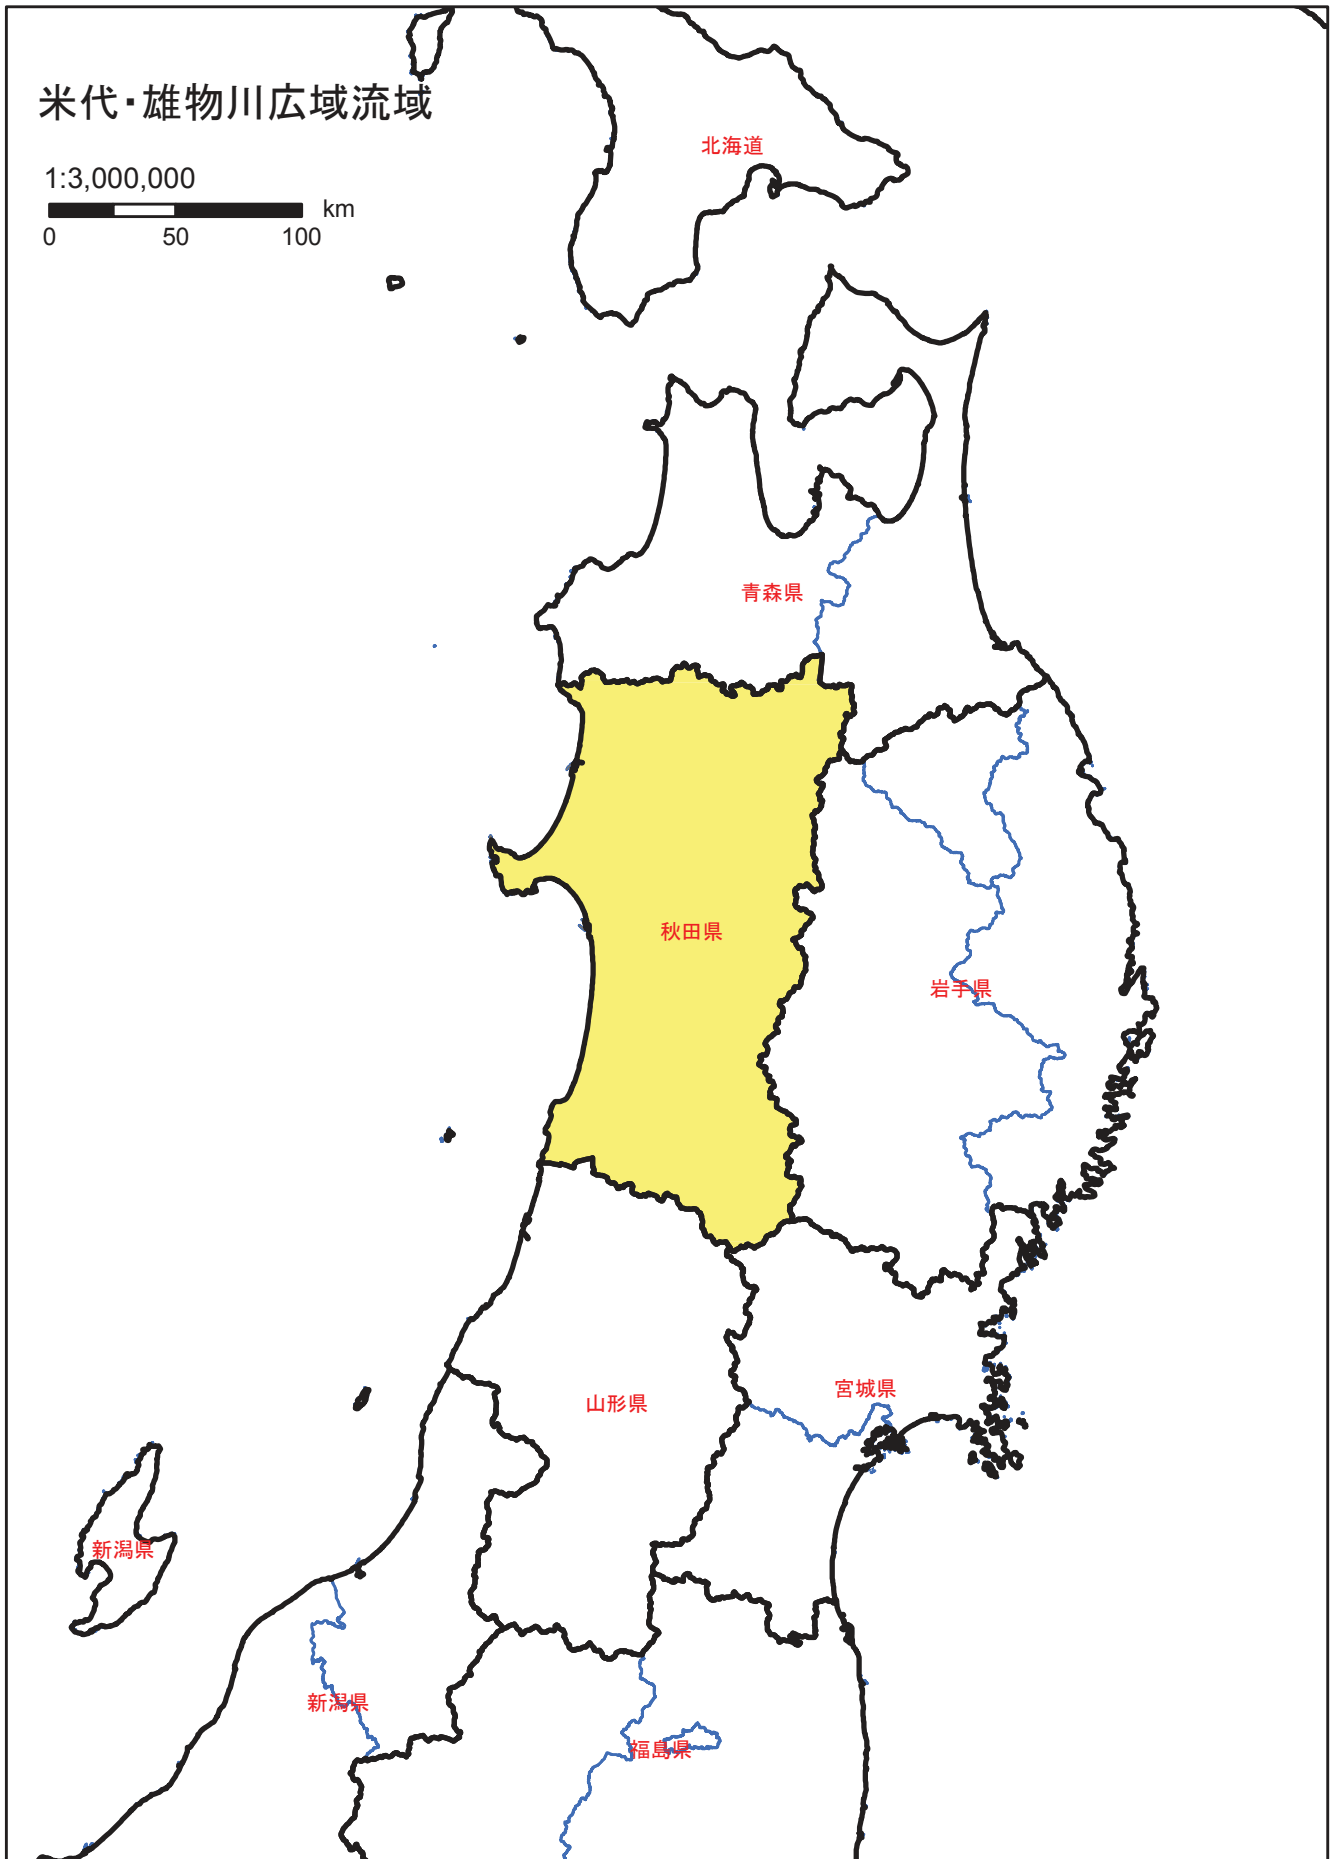 米代・雄物川広域流域
1:3,000,000
km
0 50 100
北海道
青森県
秋田県
岩手県
宮城県
山形県
新潟県
新潟県
福島県